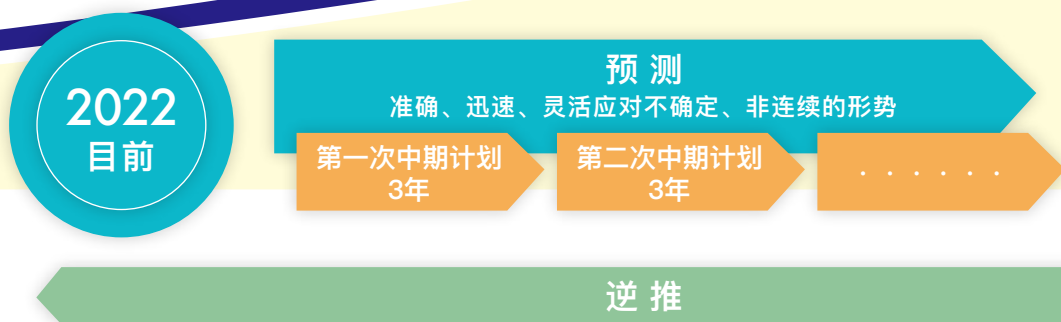 2022
目前
预测
准确、迅速、灵活应对不确定、非连续的形势
第一次中期计划
3年
第二次中期计划
3年
· · · · · ·
逆推